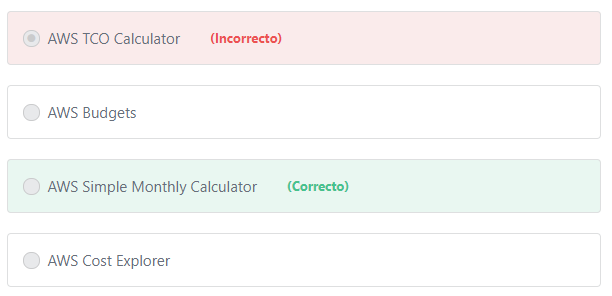 AWS TCO Calculator (Incorrecto)
AWS Budgets
AWS Simple Monthly Calculator (Correcto)
AWS Cost Explorer